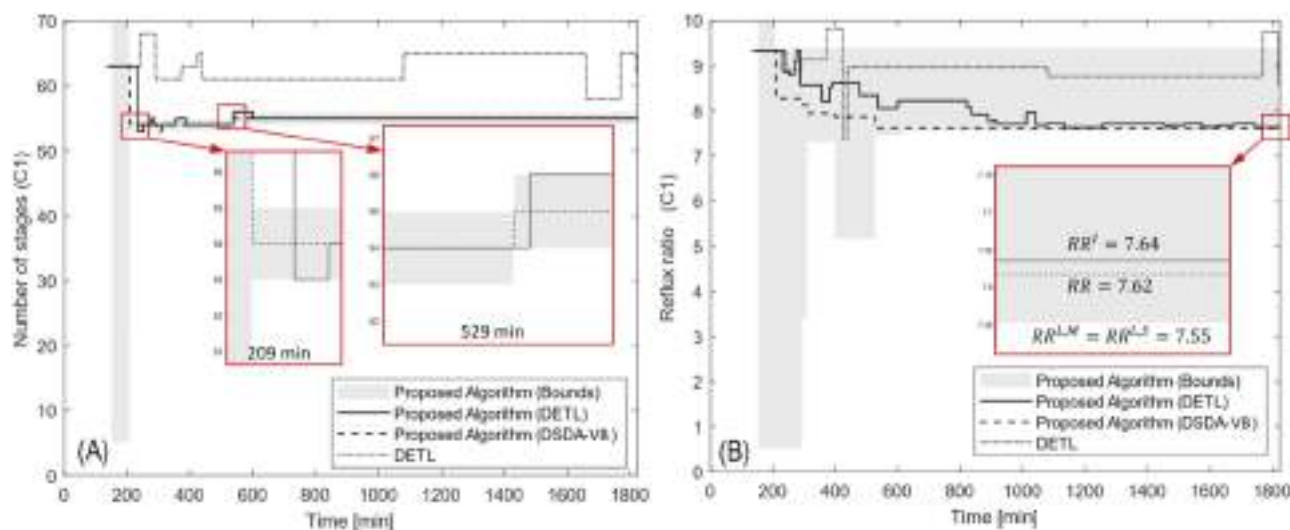 70
60
50
40
30
20
10
0
0 200 400 600 800 1000 1200 1400 1600 1800
Number of stages (C1)
Time [min]
(A)
209 min
529 min
Proposed Algorithm (Bounds)
Proposed Algorithm (DETL)
Proposed Algorithm (DSDA-VB)
DETL
10
9
8
7
6
5
4
3
2
1
0
0 200 400 600 800 1000 1200 1400 1600 1800
Reflux ratio (C1)
Time [min]
(B)
= 7.64
RR = 7.62
= 7.55
Proposed Algorithm (Bounds)
Proposed Algorithm (DETL)
Proposed Algorithm (DSDA-VB)
DETL